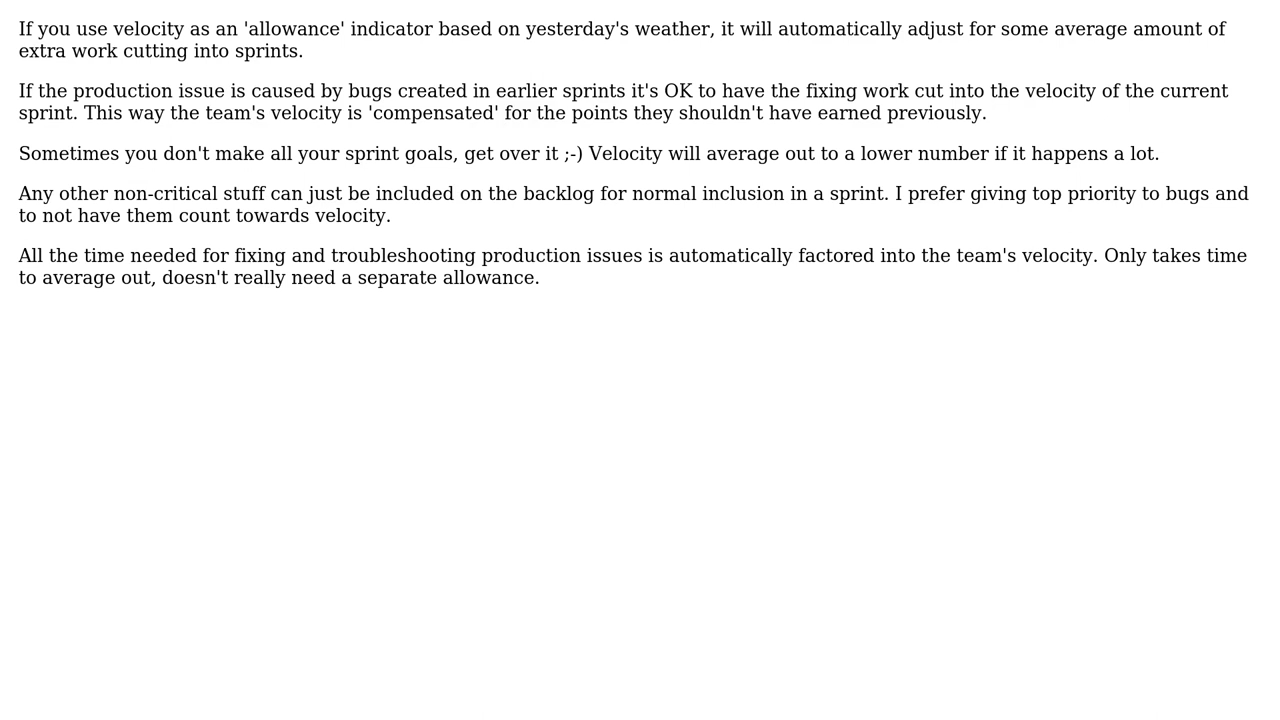 If you use velocity as an 'allowance' indicator based on yesterday's weather, it will automatically adjust for some average amount of
extra work cutting into sprints.
If the production issue is caused by bugs created in earlier sprints it's OK to have the fixing work cut into the velocity of the current
sprint. This way the team's velocity is 'compensated' for the points they shouldn't have earned previously.
Sometimes you don't make all your sprint goals, get over it ;-) Velocity will average out to a lower number if it happens a lot.
Any other non-critical stuff can just be included on the backlog for normal inclusion in a sprint. I prefer giving top priority to bugs and
to not have them count towards velocity.
All the time needed for fixing and troubleshooting production issues is automatically factored into the team's velocity. Only takes time
to average out, doesn't really need a separate allowance.